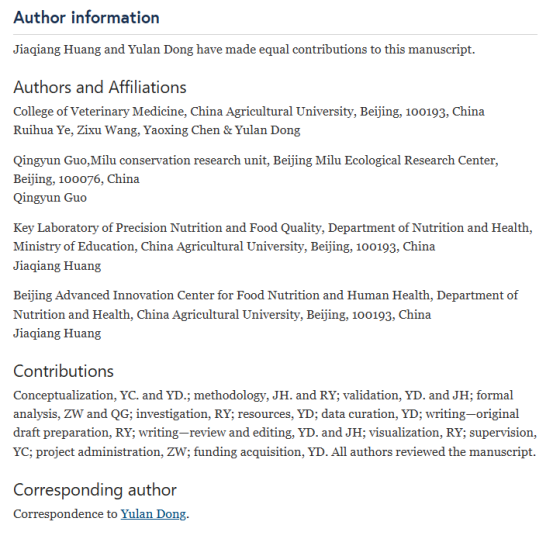 Author information
Jiaqiang Huang and Yulan Dong have made equal contributions to this manuscript.
Authors and Affiliations
College of Veterinary Medicine, China Agricultural University, Beijing, 100193, China
Ruihua Ye, Zixu Wang, Yaoxing Chen & Yulan Dong
Qingyun Guo,Milu conservation research unit, Beijing Milu Ecological Research Center,
Beijing, 100076, China
Qingyun Guo
Key Laboratory of Precision Nutrition and Food Quality, Department of Nutrition and Health,
Ministry of Education, China Agricultural University, Beijing, 100193, China
Jiaqiang Huang
Beijing Advanced Innovation Center for Food Nutrition and Human Health, Department of
Nutrition and Health, China Agricultural University, Beijing, 100193, China
Jiaqiang Huang
Contributions
Conceptualization, YC. and YD.; methodology, JH. and RY; validation, YD. and JH; formal
analysis, ZW and QG; investigation, RY; resources, YD; data curation, YD; writing—original
draft preparation, RY; writing—review and editing, YD. and JH; visualization, RY; supervision,
YC; project administration, ZW; funding acquisition, YD. All authors reviewed the manuscript.
Corresponding author
Correspondence to Yulan Dong.